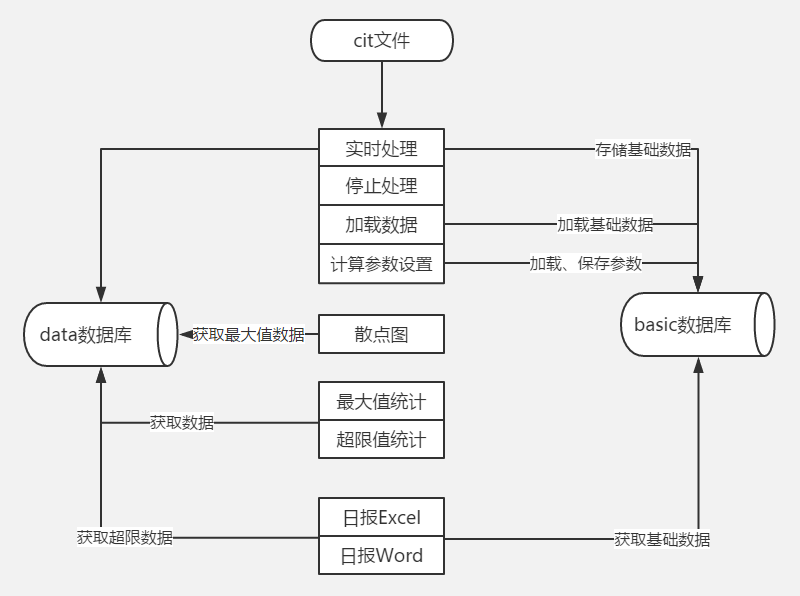 cit文件
实时处理
存储基础数据
停止处理
加载数据
加载基础数据
计算参数设置
加载、保存参数
data数据库
获取最大值数据
散点图
basic数据库
最大值统计
获取数据
超限值统计
日报Excel
获取超限数据
获取基础数据
日报Word